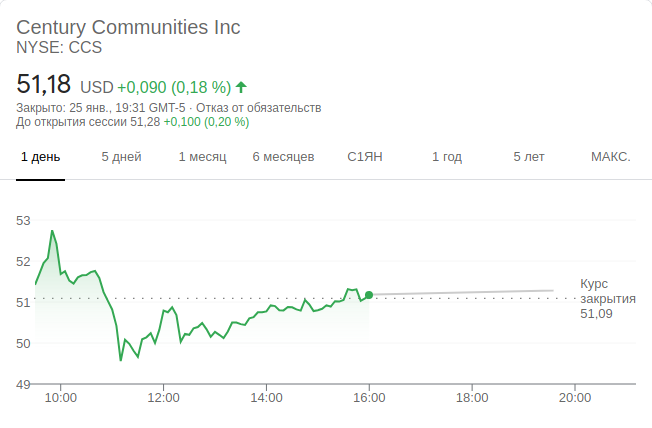 Century Communities Inc
NYSE: CCS
51,18 USD +0,090 (0,18 %)
Закрыто: 25 янв., 19:31 GMT-5 · Отказ от обязательств
До открытия сессии 51,28 +0,100 (0,20 %)
1 день 5 дней 1 месяц 6 месяцев С1ЯН 1 год 5 лет МАКС.
53
52
51
50
49
Курс
закрытия
51,09
10:00 12:00 14:00 16:00 18:00 20:00